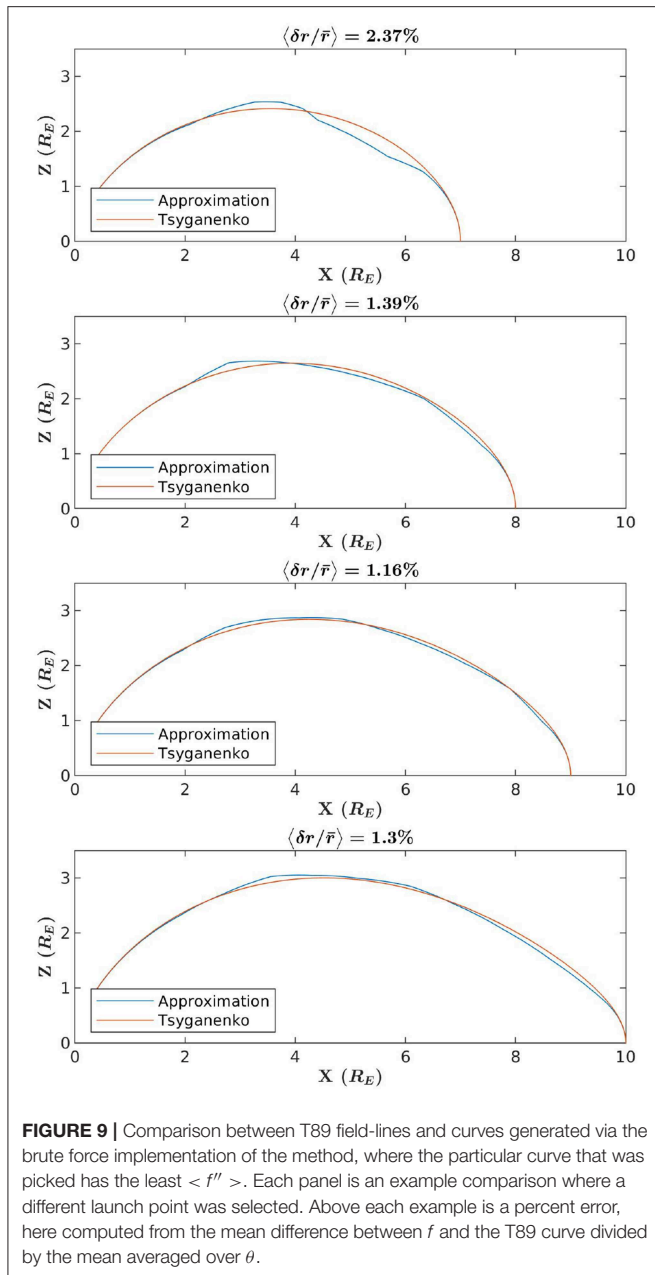 ⟨δr/r̄⟩ = 2.37%
3
2
1
0
Z (R_E)
Approximation
Tsyganenko
0 2 4 6 8 10
X (R_E)
⟨δr/r̄⟩ = 1.39%
3
2
1
0
Z (R_E)
Approximation
Tsyganenko
0 2 4 6 8 10
X (R_E)
⟨δr/r̄⟩ = 1.16%
3
2
1
0
Z (R_E)
Approximation
Tsyganenko
0 2 4 6 8 10
X (R_E)
⟨δr/r̄⟩ = 1.3%
3
2
1
0
Z (R_E)
Approximation
Tsyganenko
0 2 4 6 8 10
X (R_E)
FIGURE 9 | Comparison between T89 field-lines and curves generated via the
brute force implementation of the method, where the particular curve that was
picked has the least < f″ >. Each panel is an example comparison where a
different launch point was selected. Above each example is a percent error,
here computed from the mean difference between f and the T89 curve divided
by the mean averaged over θ.